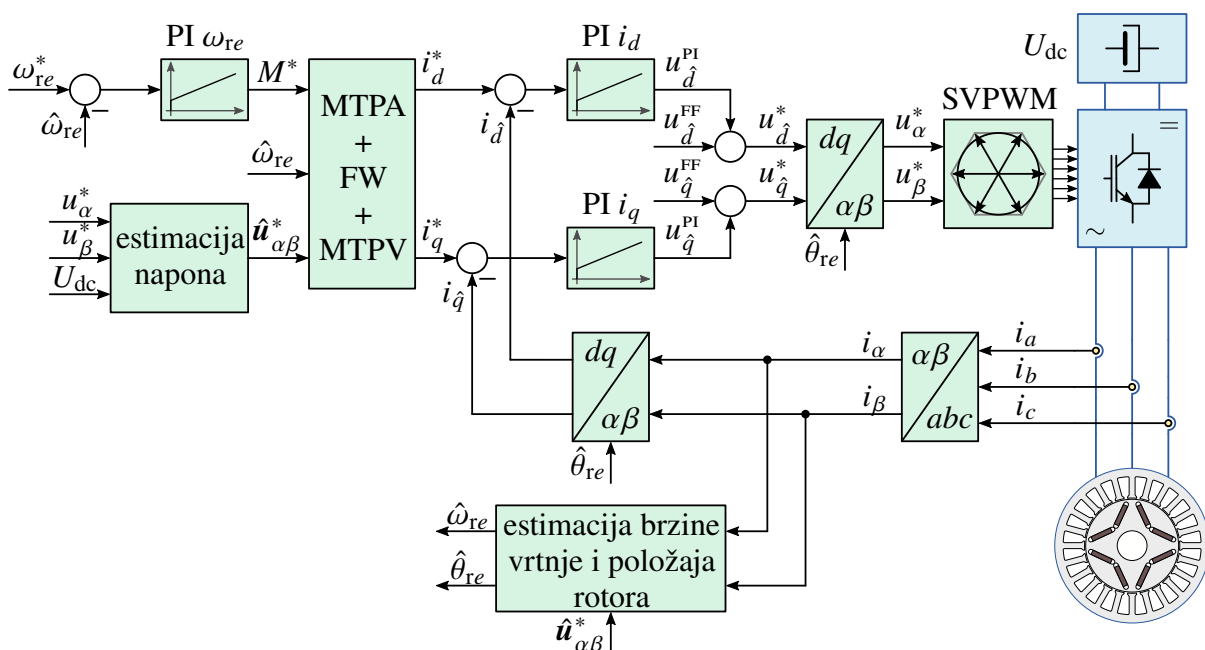 PI ω_re
PI i_d
U_dc
SVPWM
ω*_re
M*
i*_d
u^PI_d̂
−
ω̂_re
MTPA
+
FW
+
MTPV
−
i_d̂
u^FF_d̂
u*_d̂
dq
αβ
u*_α
=
ω̂_re
u^FF_q̂
u*_q̂
u*_β
u*_α
u*_β
U_dc
estimacija
napona
û*_αβ
i*_q
PI i_q
u^PI_q̂
θ̂_re
∼
−
i_q̂
dq
αβ
i_α
i_β
αβ
abc
i_a
i_b
i_c
θ̂_re
ω̂_re
θ̂_re
estimacija brzine
vrtnje i položaja
rotora
û*_αβ